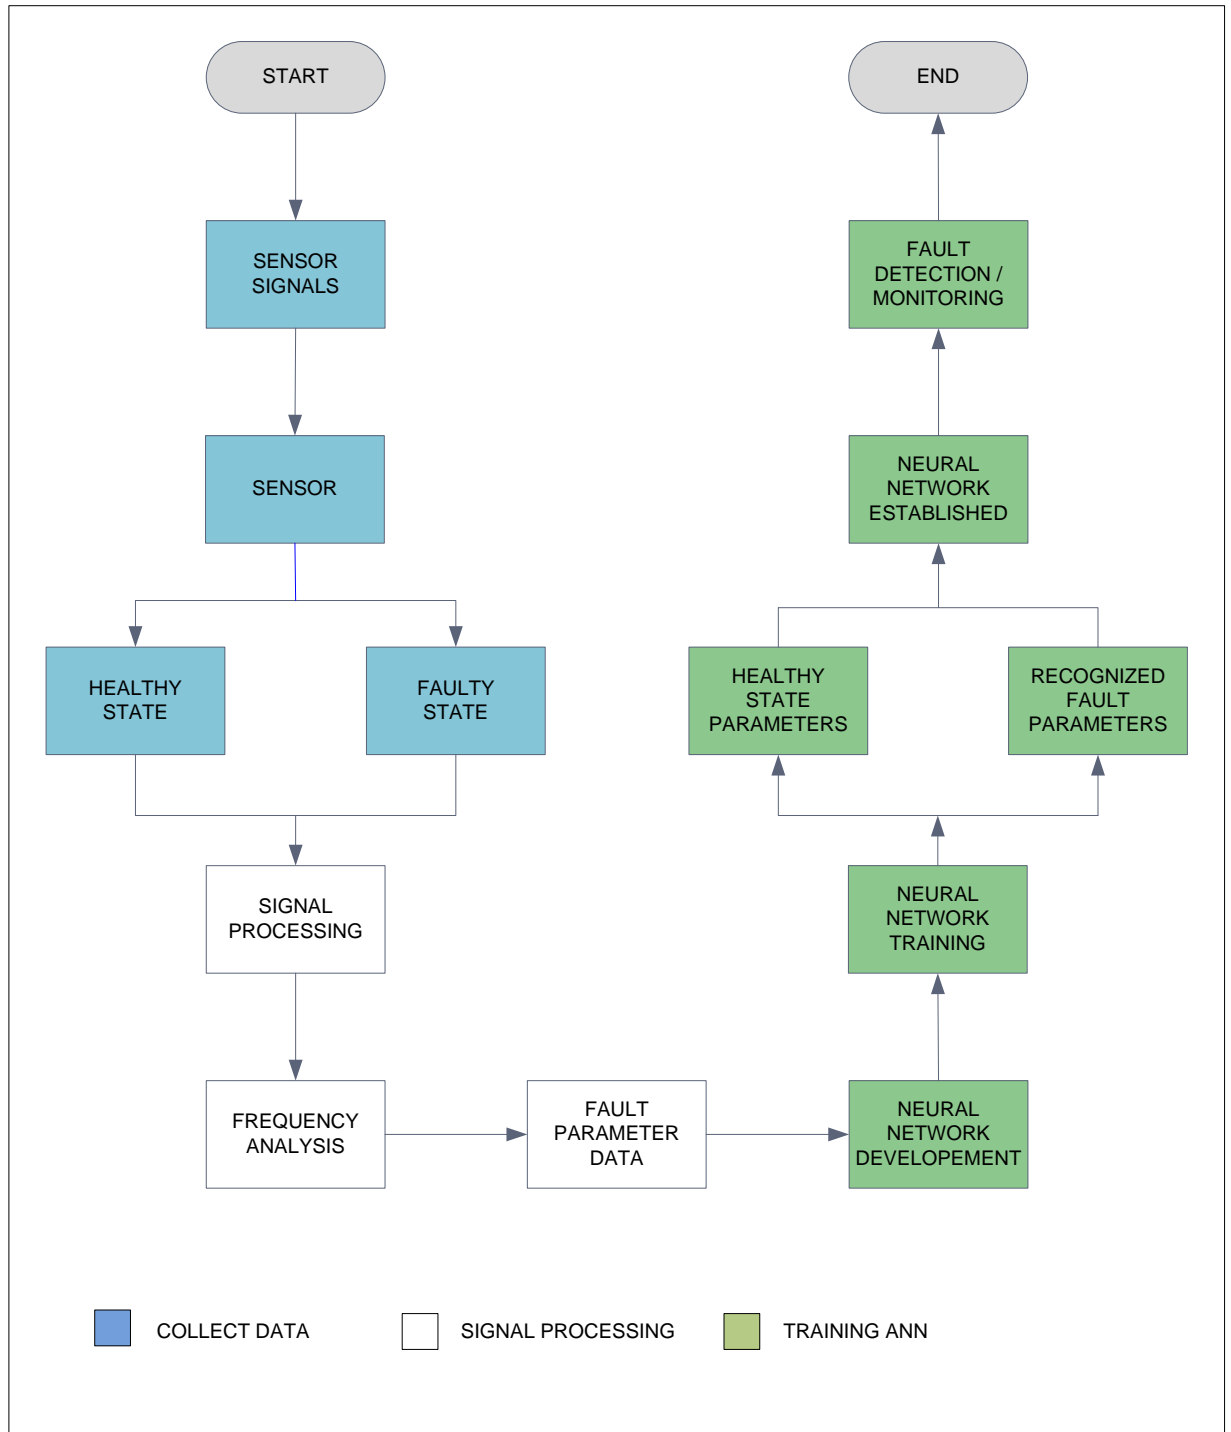 START
SENSOR
SIGNALS
SENSOR
HEALTHY
STATE
FAULTY
STATE
SIGNAL
PROCESSING
FREQUENCY
ANALYSIS
FAULT
PARAMETER
DATA
NEURAL
NETWORK
DEVELOPEMENT
NEURAL
NETWORK
TRAINING
HEALTHY
STATE
PARAMETERS
RECOGNIZED
FAULT
PARAMETERS
NEURAL
NETWORK
ESTABLISHED
FAULT
DETECTION /
MONITORING
END
COLLECT DATA
SIGNAL PROCESSING
TRAINING ANN